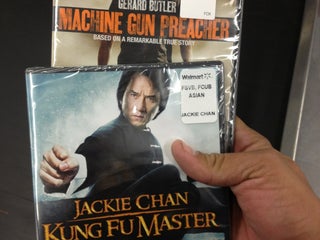 GERARD BUTLER
MACHINE GUN PREACHER
BASED ON A REMARKABLE TRUE STORY
Walmart
ASIAN
JACKIE CHAN
JACKIE CHAN
KUNG FU MASTER